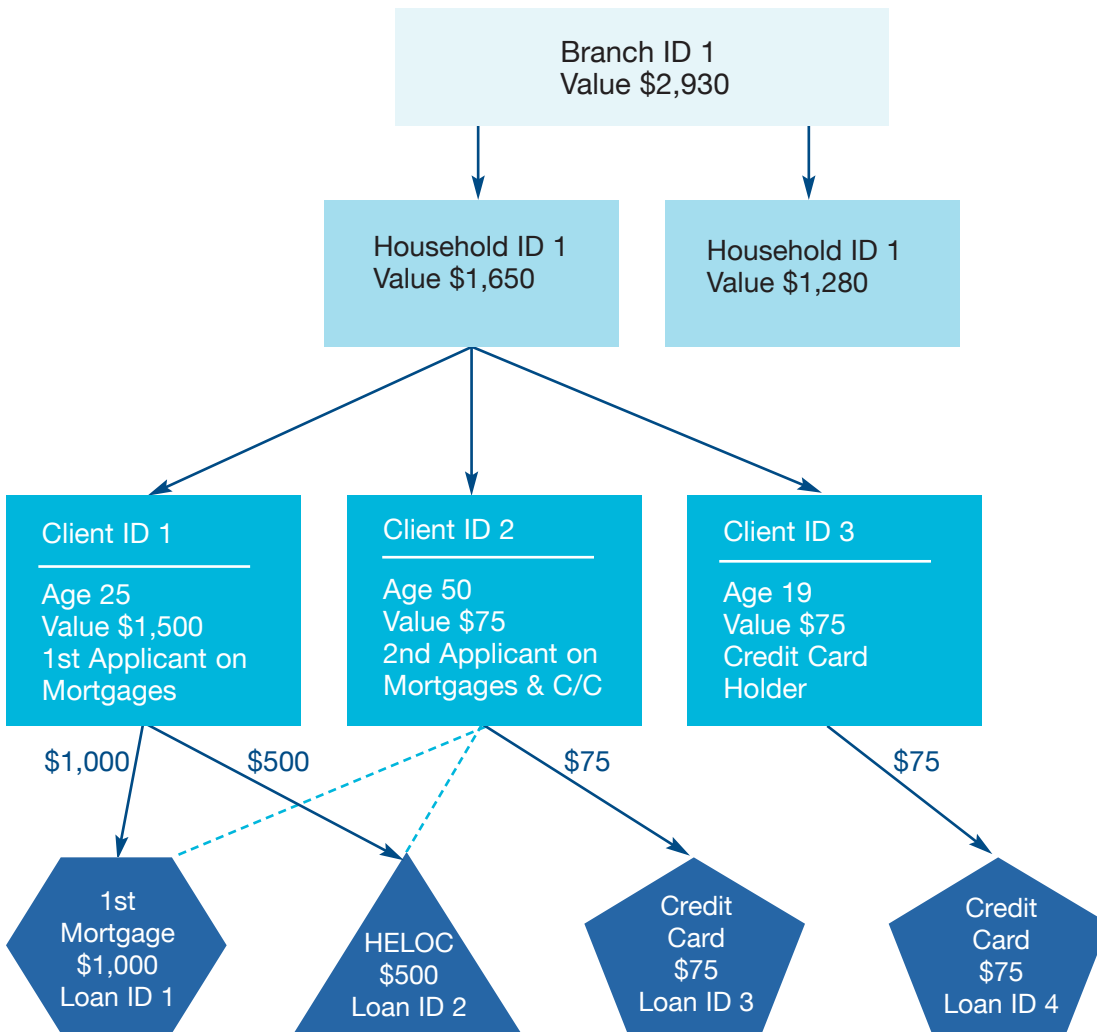 Branch ID 1
Value $2,930
Household ID 1
Value $1,650
Household ID 1
Value $1,280
Client ID 1
Age 25
Value $1,500
1st Applicant on
Mortgages
Client ID 2
Age 50
Value $75
2nd Applicant on
Mortgages & C/C
Client ID 3
Age 19
Value $75
Credit Card
Holder
$1,000
$500
$75
$75
1st
Mortgage
$1,000
Loan ID 1
HELOC
$500
Loan ID 2
Credit
Card
$75
Loan ID 3
Credit
Card
$75
Loan ID 4